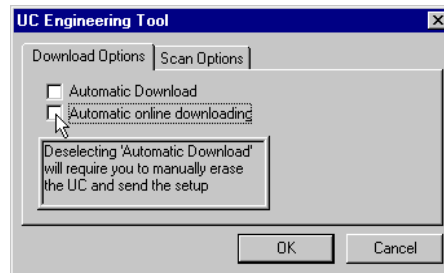 UC Engineering Tool
Download Options
Scan Options
Automatic Download
Automatic online downloading
Deselecting 'Automatic Download'
will require you to manually erase
the UC and send the setup
OK
Cancel